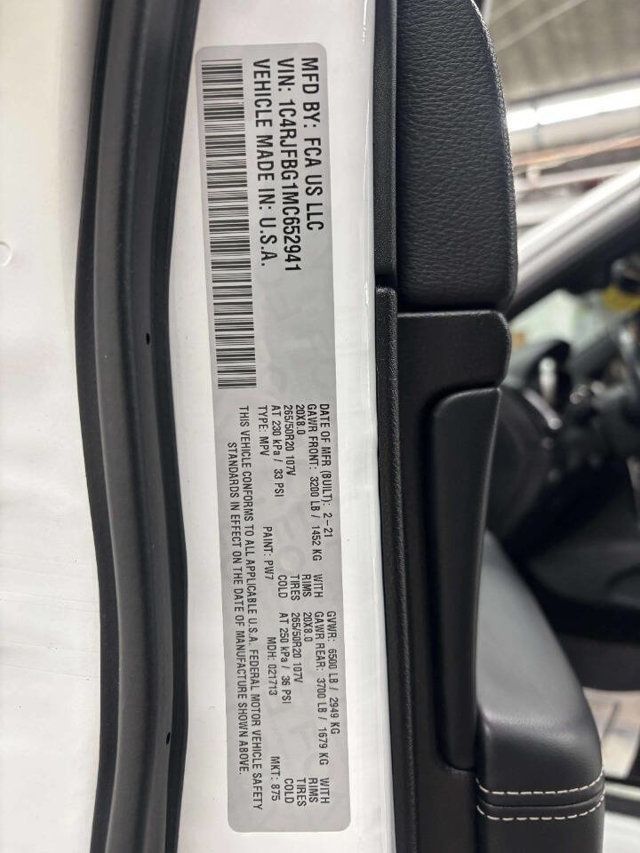 MFD BY: FCA US LLC
VIN: 1C4RJFBG1MC652941
VEHICLE MADE IN: U.S.A.
DATE OF MFR (BUILT): 2-21 GVWR: 6500 LB / 2949 KG
GAWR FRONT: 3200 LB / 1452 KG WITH GAWR REAR: 3700 LB / 1679 KG WITH
20X8.0 RIMS 20X8.0 RIMS
265/50R20 107V TIRES 265/50R20 107V TIRES
AT 230 kPa / 33 PSI COLD AT 250 kPa / 36 PSI COLD
TYPE: MPV PAINT: PW7 MDH: 021713 MKT: 875
THIS VEHICLE CONFORMS TO ALL APPLICABLE U.S.A. FEDERAL MOTOR VEHICLE SAFETY
STANDARDS IN EFFECT ON THE DATE OF MANUFACTURE SHOWN ABOVE.